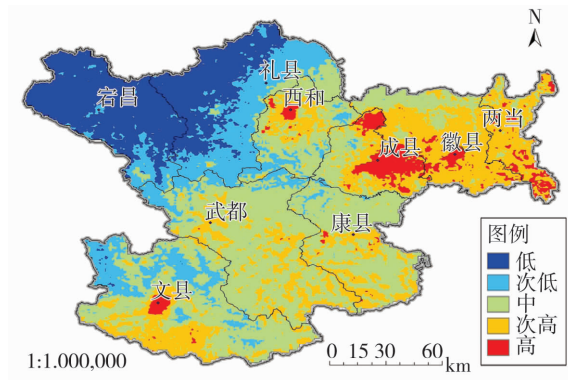 N
礼县
宕昌
西和
两当
成县
徽县
武都
康县
文县
图例
低
次低
中
次高
高
1:1.000,000
0 15 30 60
km